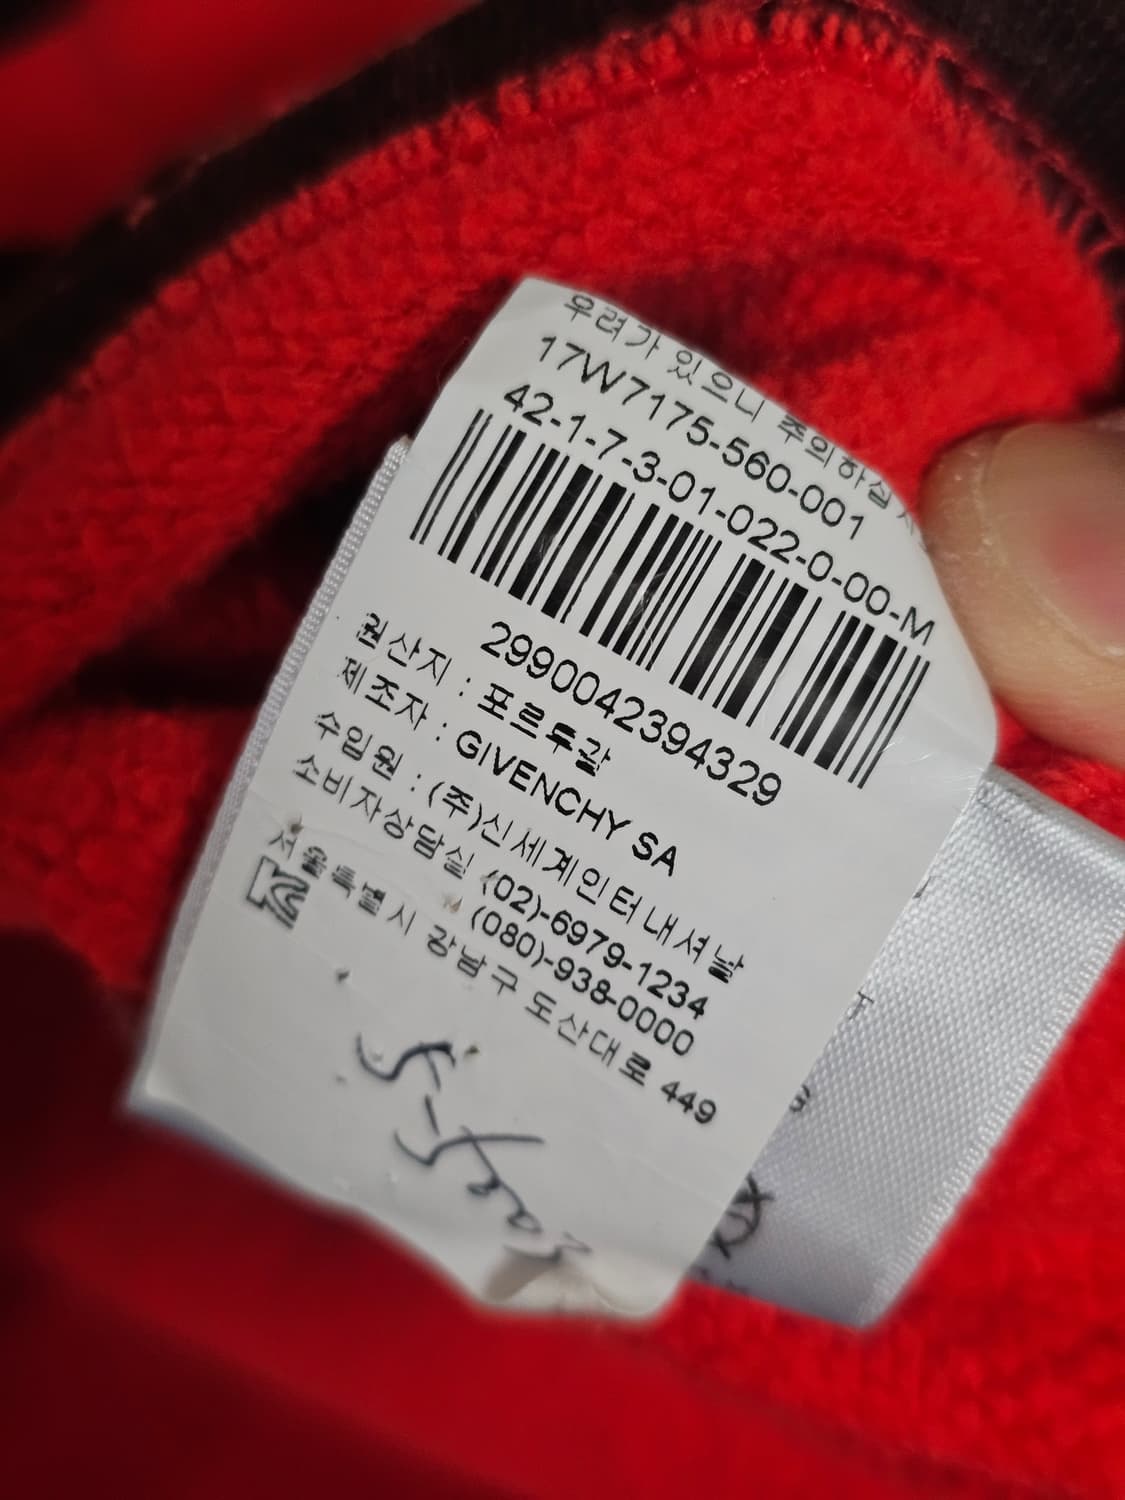 우려가 있으니 주의하십
17W7175-560-001
42-1-7-3-01-022-0-00-M
2990042394329
원산지 : 포르투갈
제조자 : GIVENCHY SA
수입원 : (주)신세계인터내셔날
소비자상담실 (02)-6979-1234
(080)-938-0000
서울특별시 강남구 도산대로 449